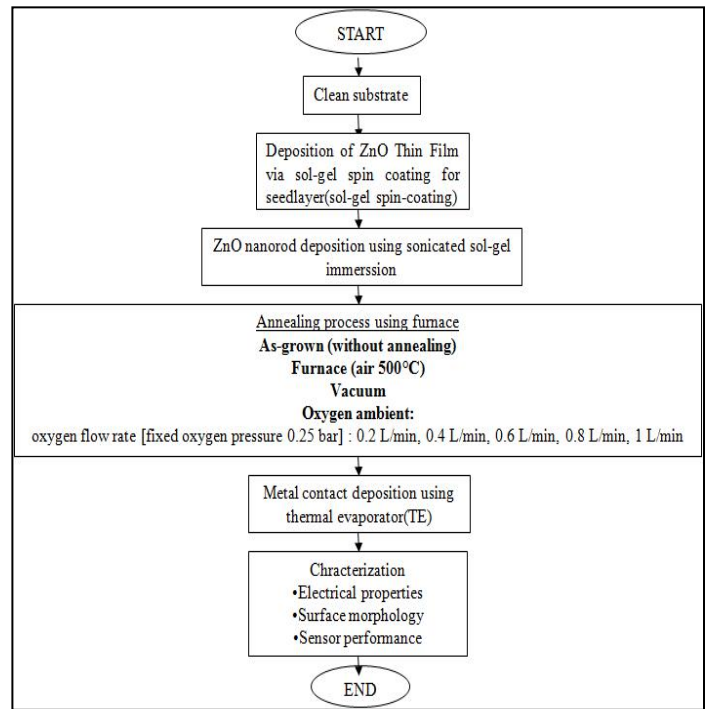 START
Clean substrate
Deposition of ZnO Thin Film
via sol-gel spin coating for
seedlayer(sol-gel spin-coating)
ZnO nanorod deposition using sonicated sol-gel
immerssion
Annealing process using furnace
As-grown (without annealing)
Furnace (air 500°C)
Vacuum
Oxygen ambient:
oxygen flow rate [fixed oxygen pressure 0.25 bar] : 0.2 L/min, 0.4 L/min, 0.6 L/min, 0.8 L/min, 1 L/min
Metal contact deposition using
thermal evaporator(TE)
Chracterization
•Electrical properties
•Surface morphology
•Sensor performance
END